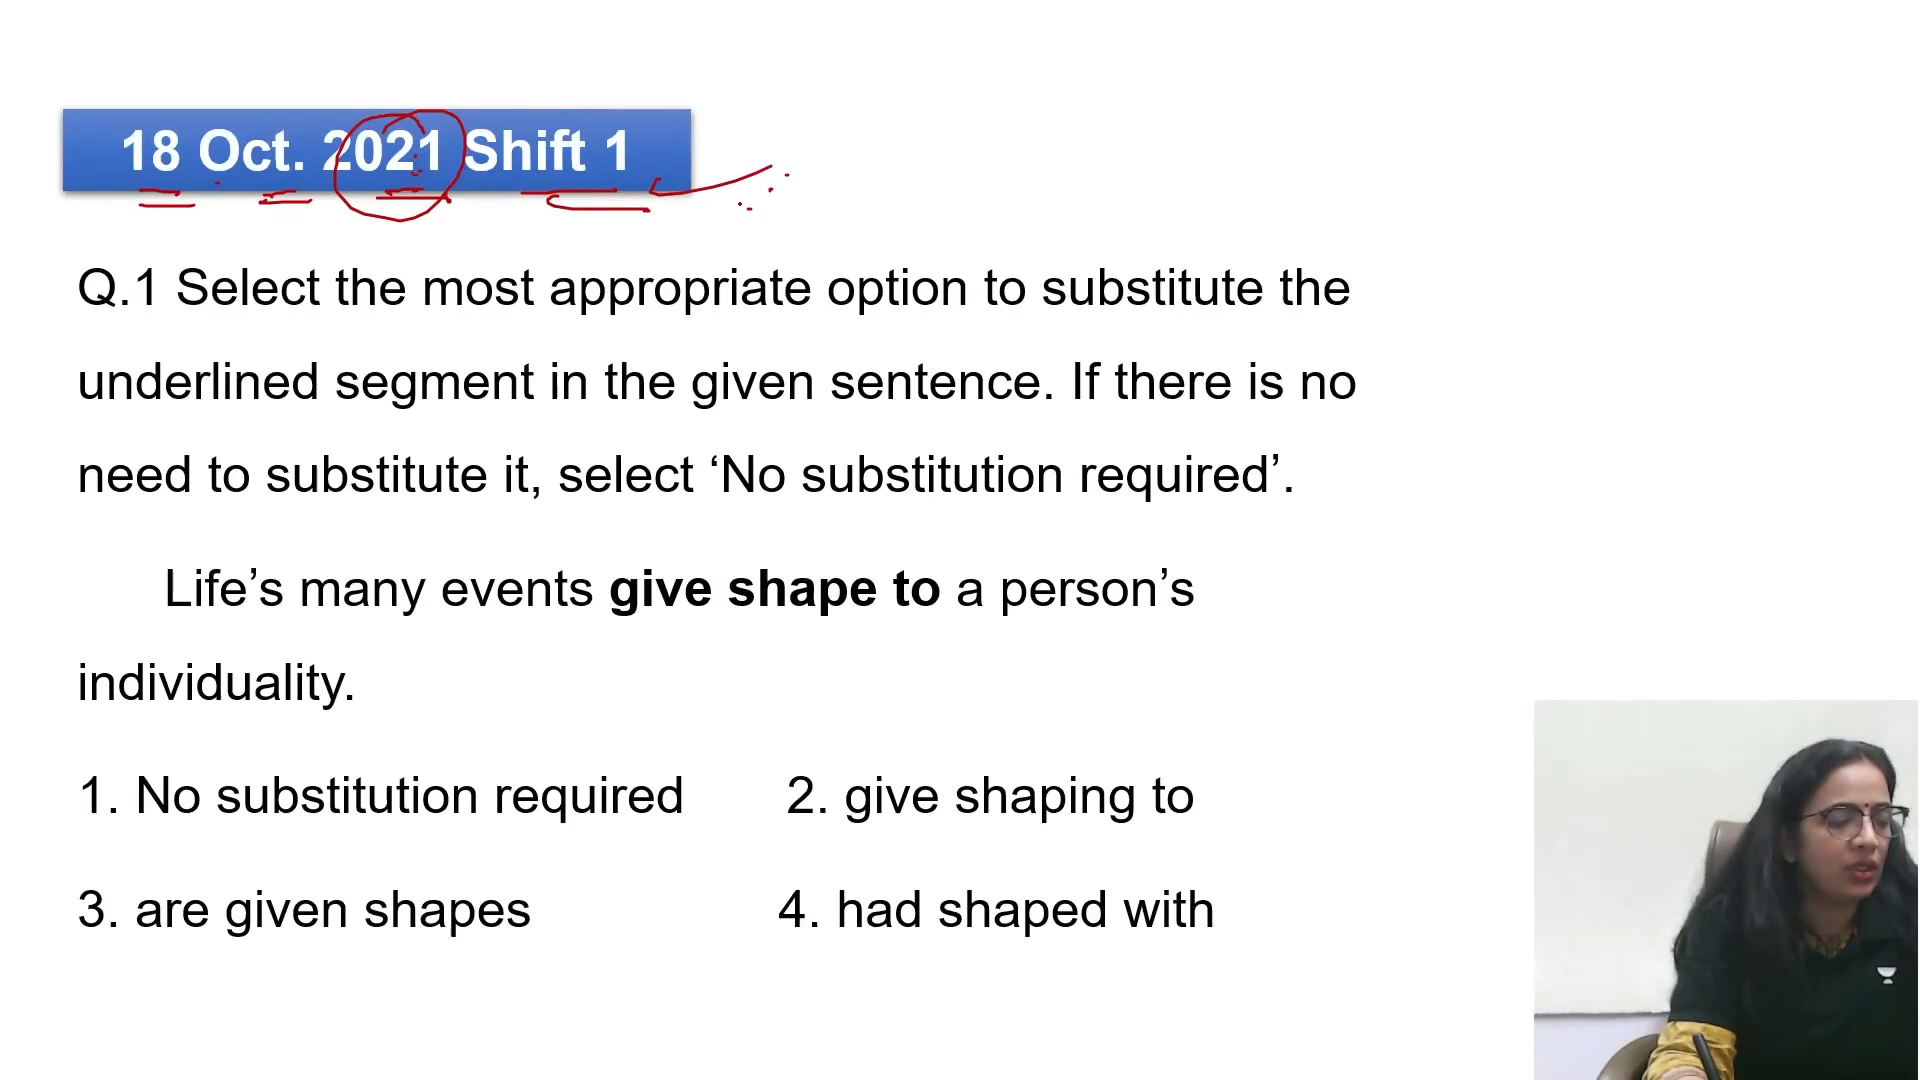 18 Oct. 2021 Shift 1
Q.1 Select the most appropriate option to substitute the
underlined segment in the given sentence. If there is no
need to substitute it, select ‘No substitution required’.
Life’s many events give shape to a person’s
individuality.
1. No substitution required 2. give shaping to
3. are given shapes 4. had shaped with